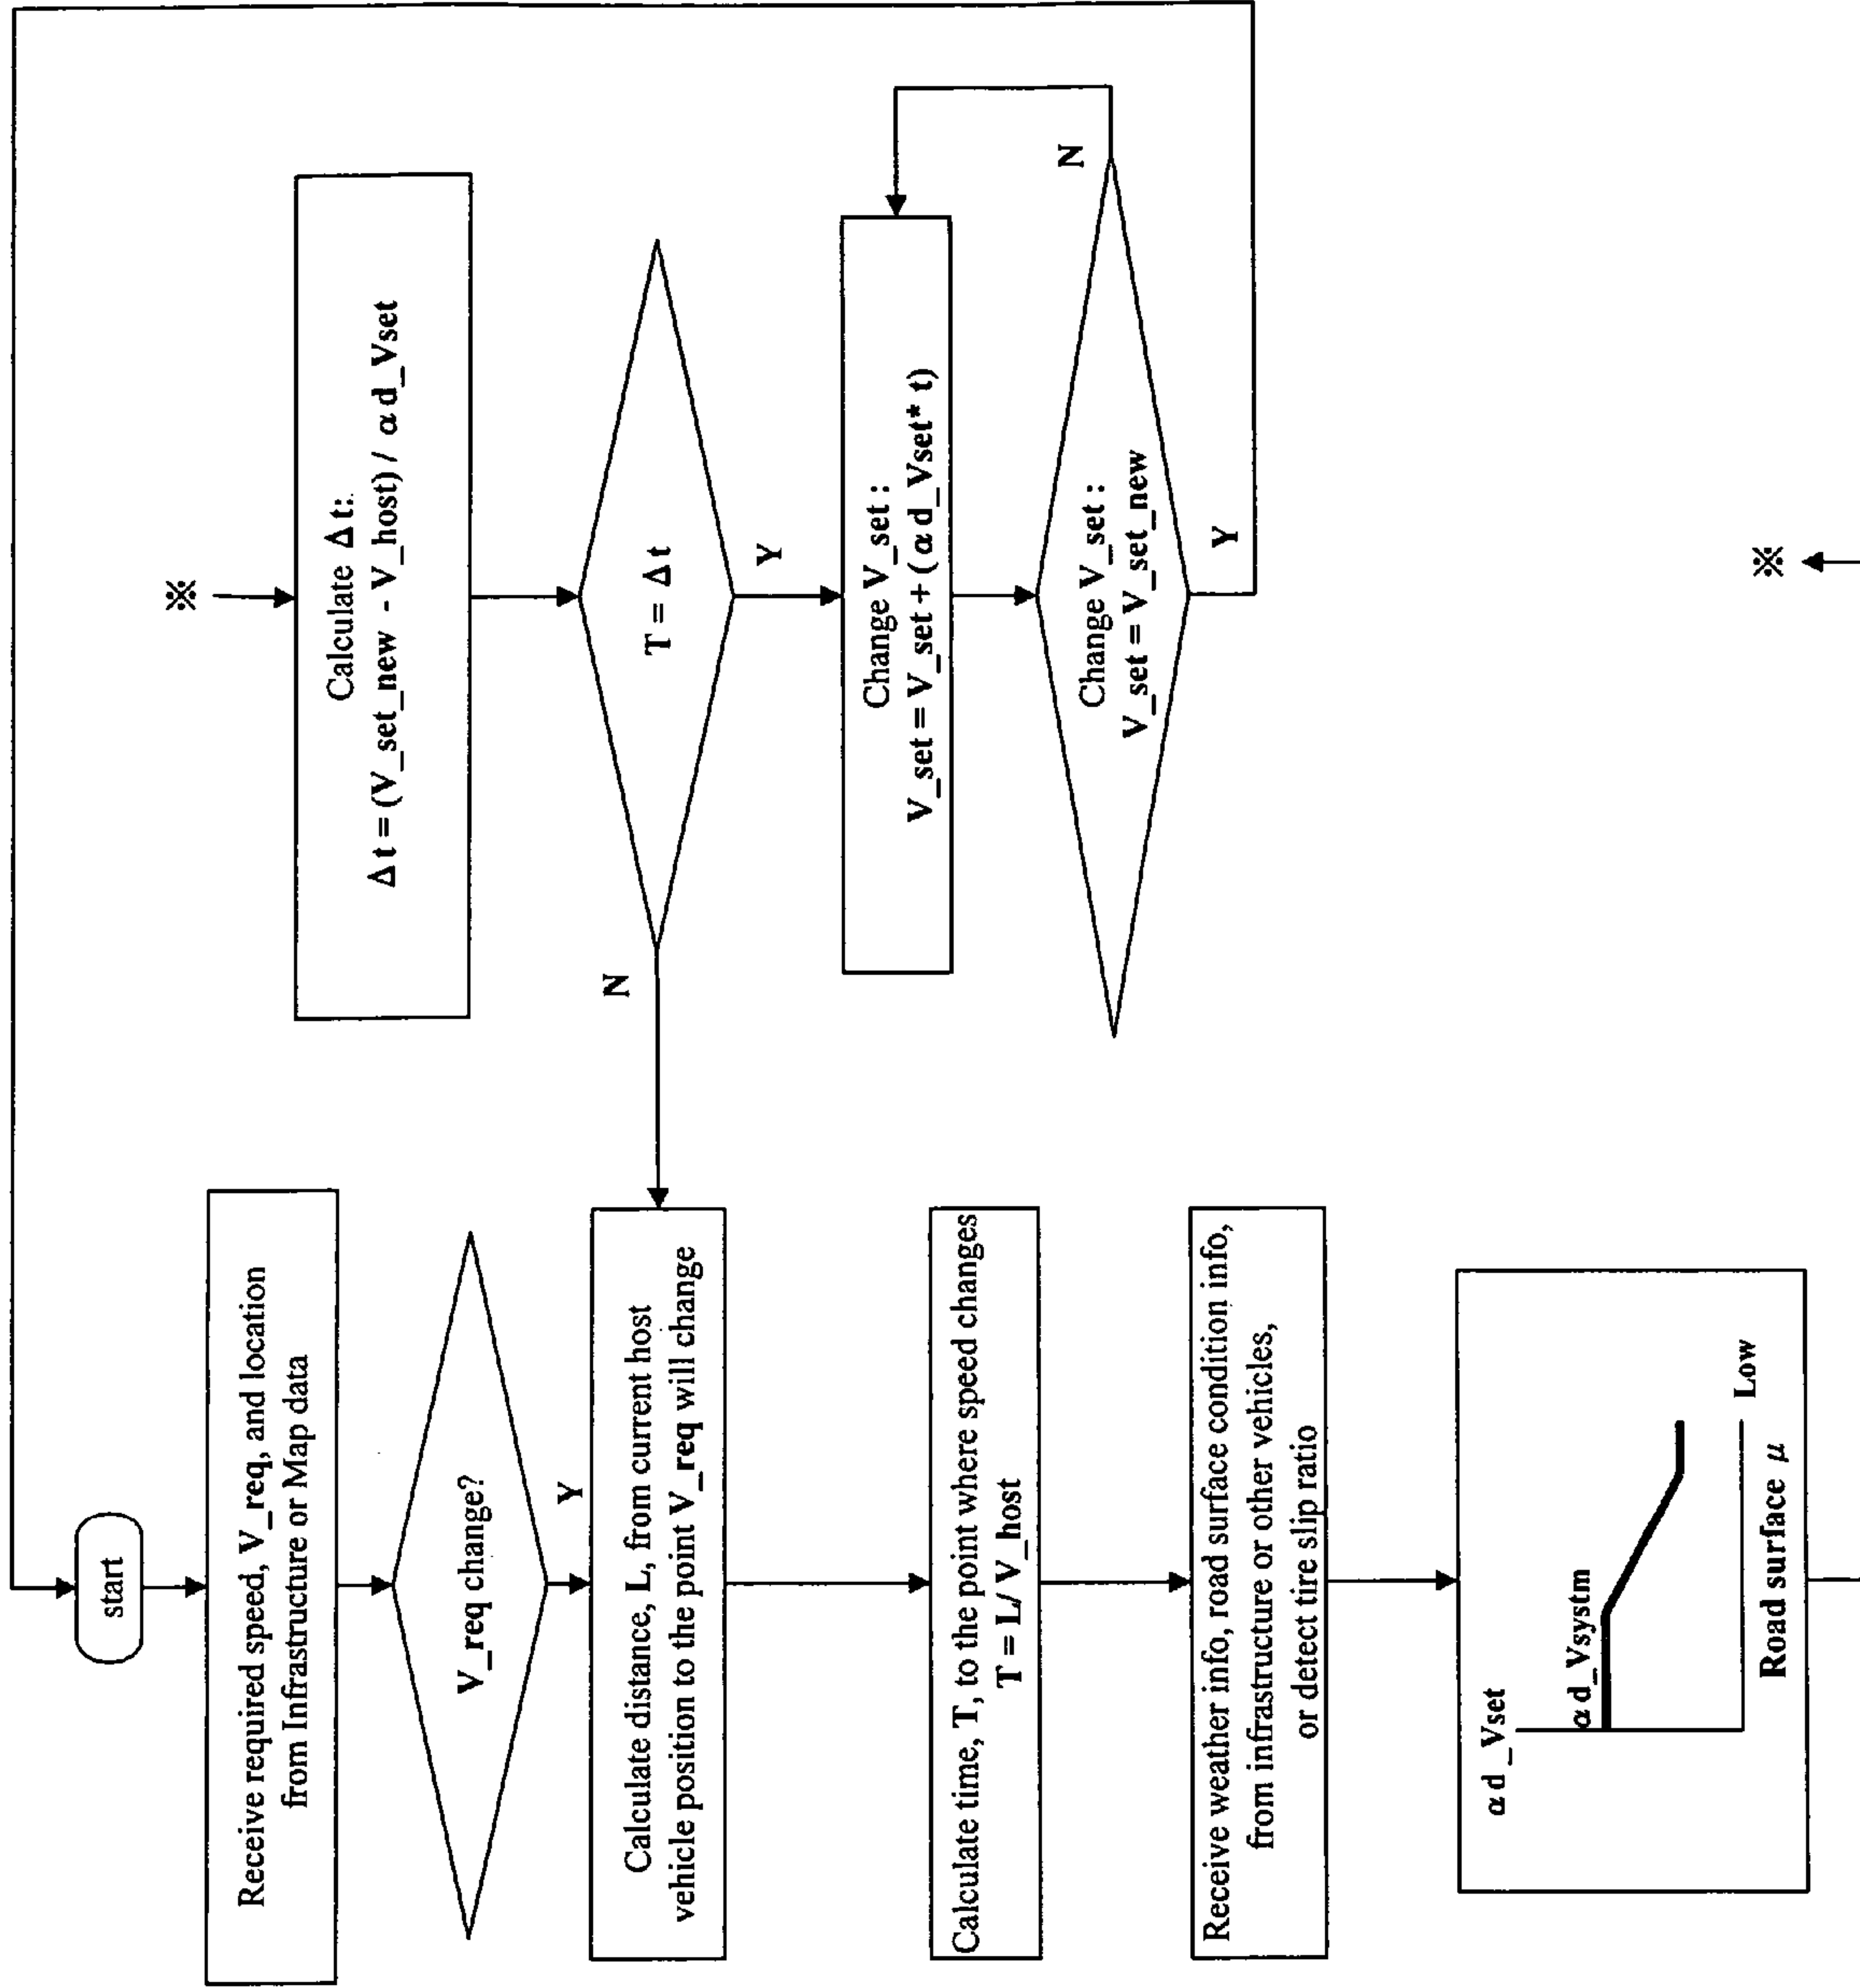 start
Receive required speed, V_req, and location
from Infrastructure or Map data
V_req change?
Y
Calculate distance, L, from current host
vehicle position to the point V_req will change
Calculate time, T, to the point where speed changes
T = L/ V_host
Receive weather info, road surface condition info,
from infrastructure or other vehicles,
or detect tire slip ratio
α d_Vset
α d_Vsystm
Low
Road surface μ
※
※
Calculate Δt:
Δt = (V_set_new - V_host) / α d_Vset
T = Δt
N
Y
Change V_set :
V_set = V_set + ( α d_Vset* t)
N
Change V_set :
V_set = V_set_new
Y